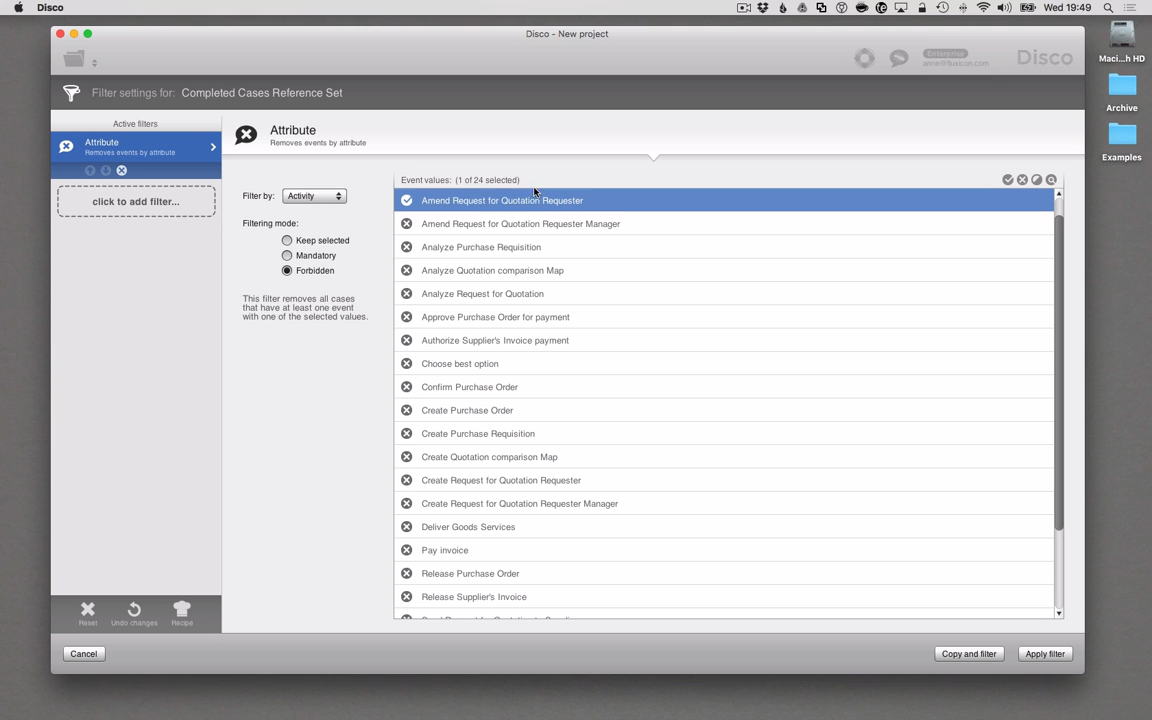 Disco
Wed 19:49
Disco - New project
Enterprise
anne@fluxicon.com
Disco
Maci...h HD
Archive
Examples
Filter settings for: Completed Cases Reference Set
Active filters
Attribute
Removes events by attribute
click to add filter...
Attribute
Removes events by attribute
Filter by: Activity
Filtering mode:
Keep selected
Mandatory
Forbidden
This filter removes all cases
that have at least one event
with one of the selected values.
Event values: (1 of 24 selected)
Amend Request for Quotation Requester
Amend Request for Quotation Requester Manager
Analyze Purchase Requisition
Analyze Quotation comparison Map
Analyze Request for Quotation
Approve Purchase Order for payment
Authorize Supplier's Invoice payment
Choose best option
Confirm Purchase Order
Create Purchase Order
Create Purchase Requisition
Create Quotation comparison Map
Create Request for Quotation Requester
Create Request for Quotation Requester Manager
Deliver Goods Services
Pay invoice
Release Purchase Order
Release Supplier's Invoice
Reset
Undo changes
Recipe
Cancel
Copy and filter
Apply filter